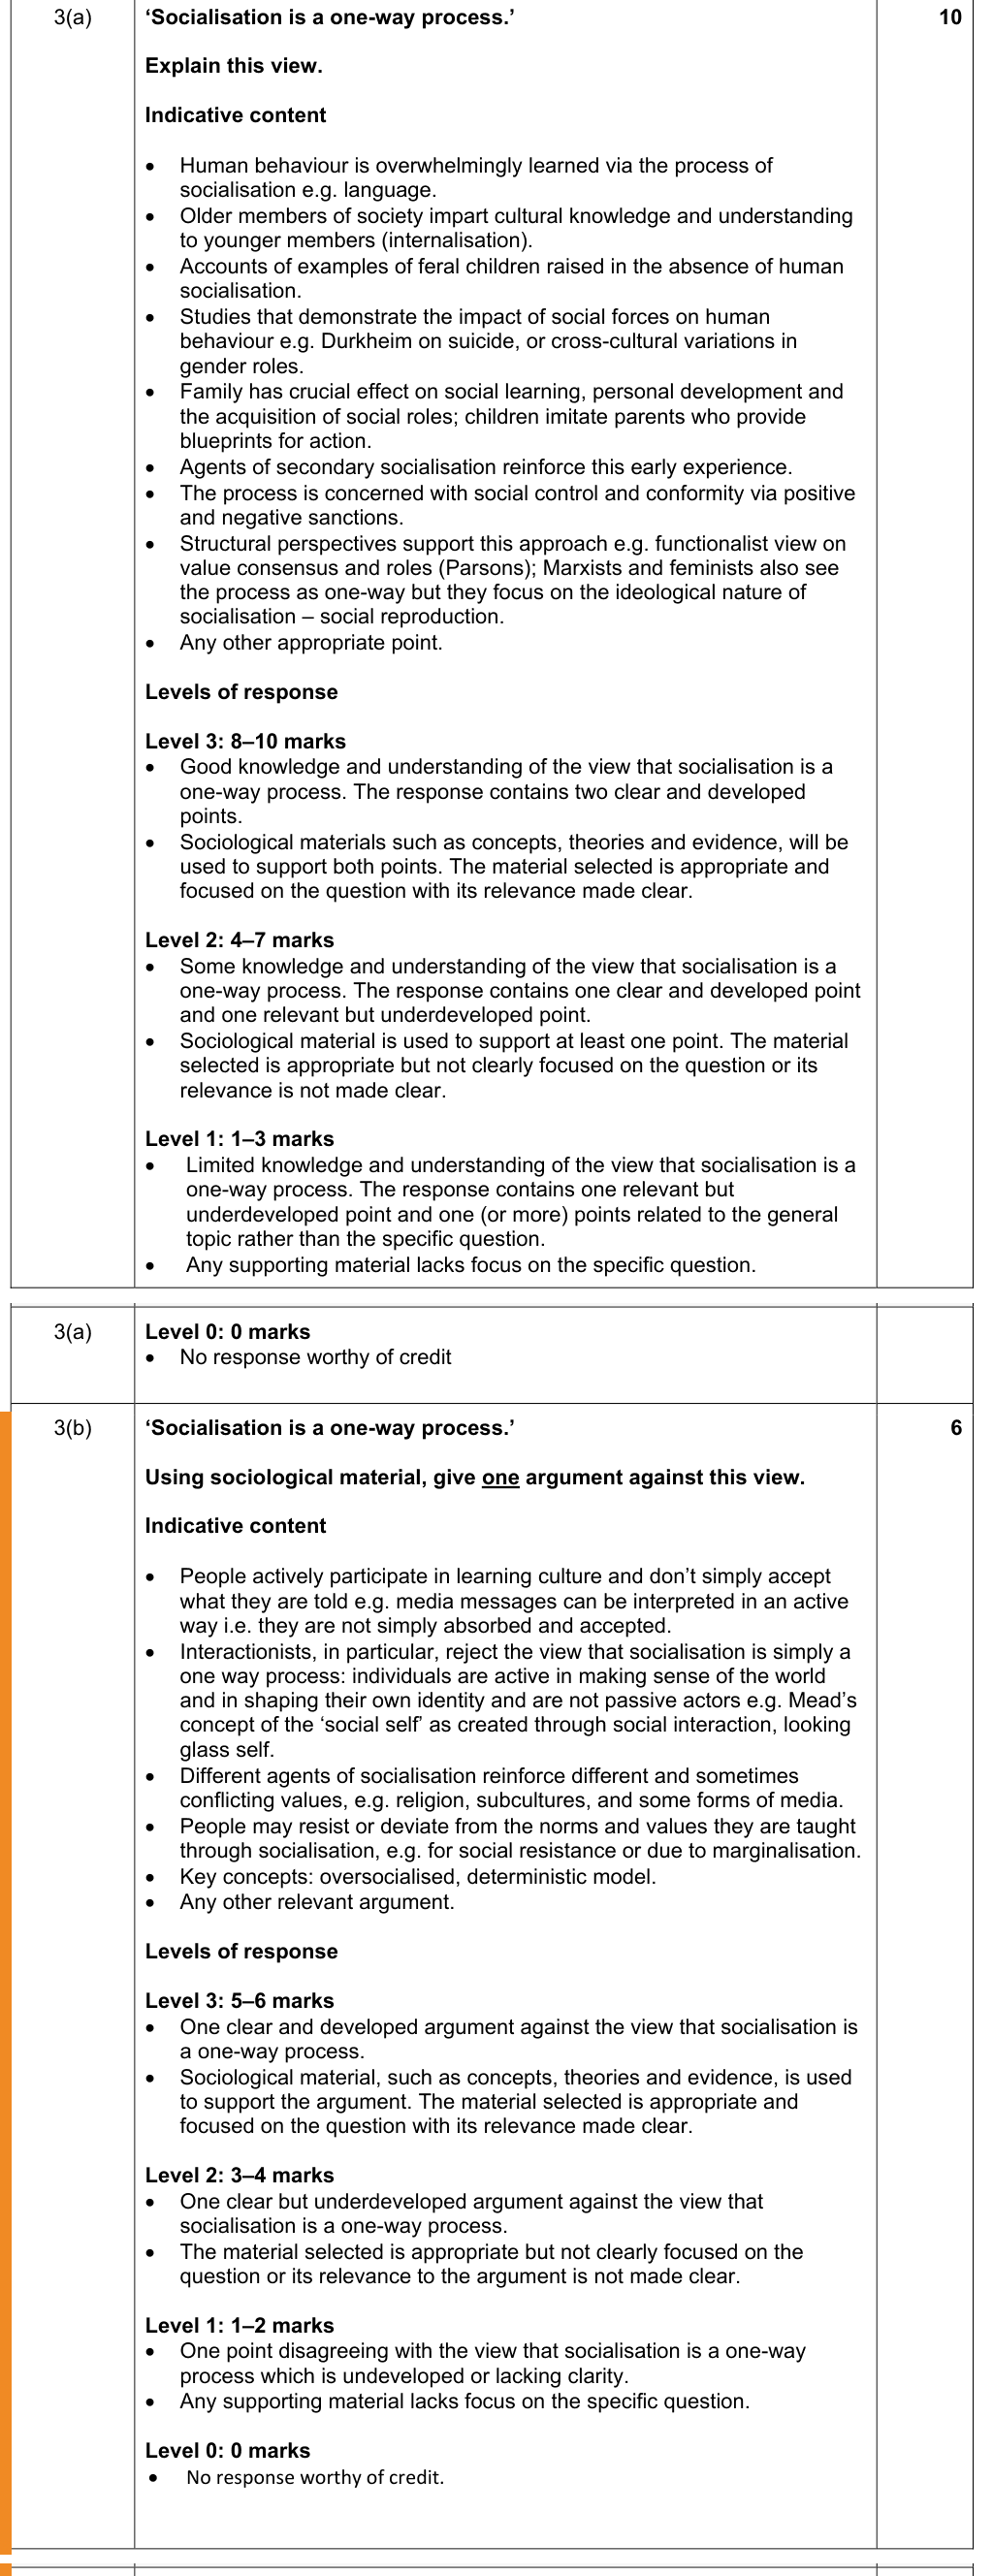 3(a) ‘Socialisation is a one-way process.’ 10
Explain this view.
Indicative content
• Human behaviour is overwhelmingly learned via the process of
socialisation e.g. language.
• Older members of society impart cultural knowledge and understanding
to younger members (internalisation).
• Accounts of examples of feral children raised in the absence of human
socialisation.
• Studies that demonstrate the impact of social forces on human
behaviour e.g. Durkheim on suicide, or cross-cultural variations in
gender roles.
• Family has crucial effect on social learning, personal development and
the acquisition of social roles; children imitate parents who provide
blueprints for action.
• Agents of secondary socialisation reinforce this early experience.
• The process is concerned with social control and conformity via positive
and negative sanctions.
• Structural perspectives support this approach e.g. functionalist view on
value consensus and roles (Parsons); Marxists and feminists also see
the process as one-way but they focus on the ideological nature of
socialisation – social reproduction.
• Any other appropriate point.
Levels of response
Level 3: 8–10 marks
• Good knowledge and understanding of the view that socialisation is a
one-way process. The response contains two clear and developed
points.
• Sociological materials such as concepts, theories and evidence, will be
used to support both points. The material selected is appropriate and
focused on the question with its relevance made clear.
Level 2: 4–7 marks
• Some knowledge and understanding of the view that socialisation is a
one-way process. The response contains one clear and developed point
and one relevant but underdeveloped point.
• Sociological material is used to support at least one point. The material
selected is appropriate but not clearly focused on the question or its
relevance is not made clear.
Level 1: 1–3 marks
• Limited knowledge and understanding of the view that socialisation is a
one-way process. The response contains one relevant but
underdeveloped point and one (or more) points related to the general
topic rather than the specific question.
• Any supporting material lacks focus on the specific question.
3(a) Level 0: 0 marks
• No response worthy of credit
3(b) ‘Socialisation is a one-way process.’ 6
Using sociological material, give one argument against this view.
Indicative content
• People actively participate in learning culture and don’t simply accept
what they are told e.g. media messages can be interpreted in an active
way i.e. they are not simply absorbed and accepted.
• Interactionists, in particular, reject the view that socialisation is simply a
one way process: individuals are active in making sense of the world
and in shaping their own identity and are not passive actors e.g. Mead’s
concept of the ‘social self’ as created through social interaction, looking
glass self.
• Different agents of socialisation reinforce different and sometimes
conflicting values, e.g. religion, subcultures, and some forms of media.
• People may resist or deviate from the norms and values they are taught
through socialisation, e.g. for social resistance or due to marginalisation.
• Key concepts: oversocialised, deterministic model.
• Any other relevant argument.
Levels of response
Level 3: 5–6 marks
• One clear and developed argument against the view that socialisation is
a one-way process.
• Sociological material, such as concepts, theories and evidence, is used
to support the argument. The material selected is appropriate and
focused on the question with its relevance made clear.
Level 2: 3–4 marks
• One clear but underdeveloped argument against the view that
socialisation is a one-way process.
• The material selected is appropriate but not clearly focused on the
question or its relevance to the argument is not made clear.
Level 1: 1–2 marks
• One point disagreeing with the view that socialisation is a one-way
process which is undeveloped or lacking clarity.
• Any supporting material lacks focus on the specific question.
Level 0: 0 marks
• No response worthy of credit.